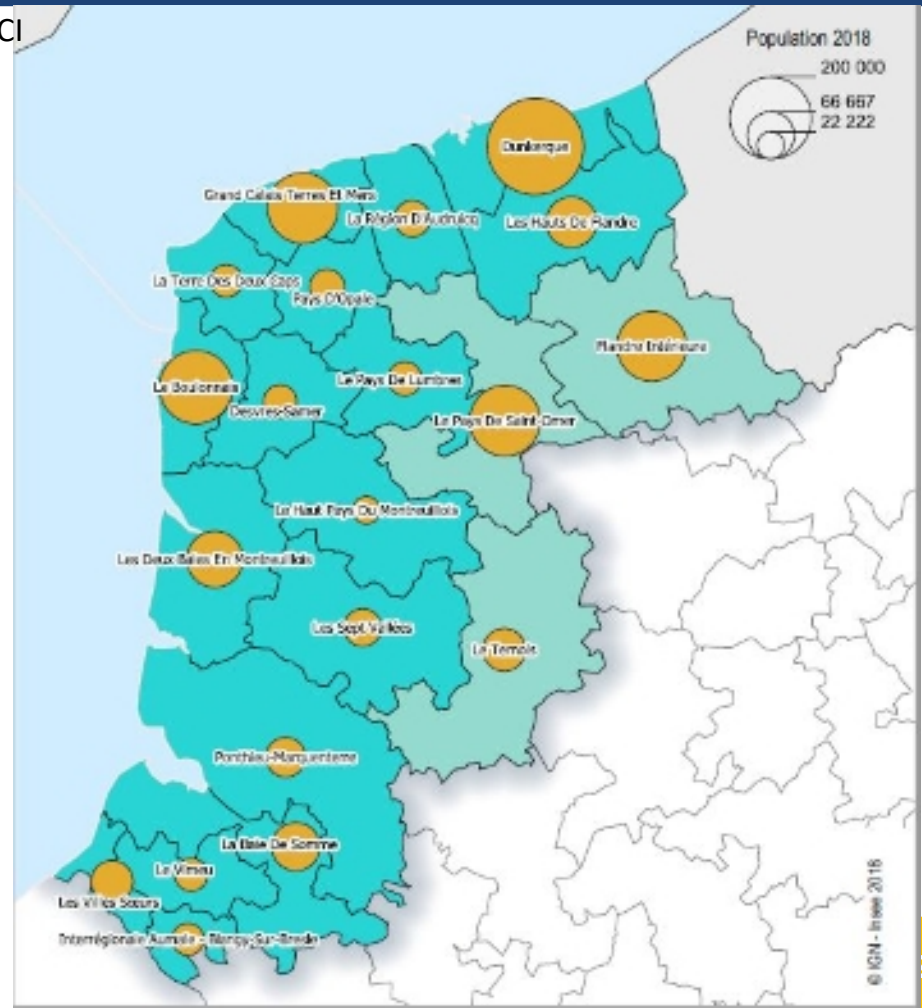 CI
Population 2018
200 000
66 667
22 222
Dunkerque
Grand Calais Terres Et Mers
La Région D'Audruicq
Les Hauts De Flandre
La Terre Des Deux Caps
Pays D'Opale
Flandre Intérieure
Le Boulonnais
Le Pays De Lumbres
Desvres-Samer
Le Pays De Saint-Omer
Le Haut Pays Du Montreuillois
Les Deux Baies En Montreuillois
Les Sept Vallées
Le Ternois
Ponthieu-Marquenterre
La Baie De Somme
Le Vimeu
Les Villes Sœurs
Interrégionale Aumale - Blangy-Sur-Bresle
© IGN - Insee 2018